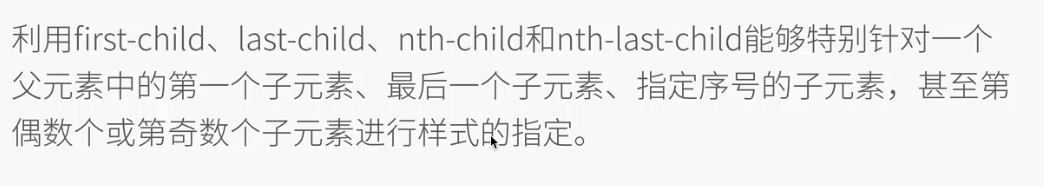 利用first-child、last-child、nth-child和nth-last-child能够特别针对一个
父元素中的第一个子元素、最后一个子元素、指定序号的子元素，甚至第
偶数个或第奇数个子元素进行样式的指定。